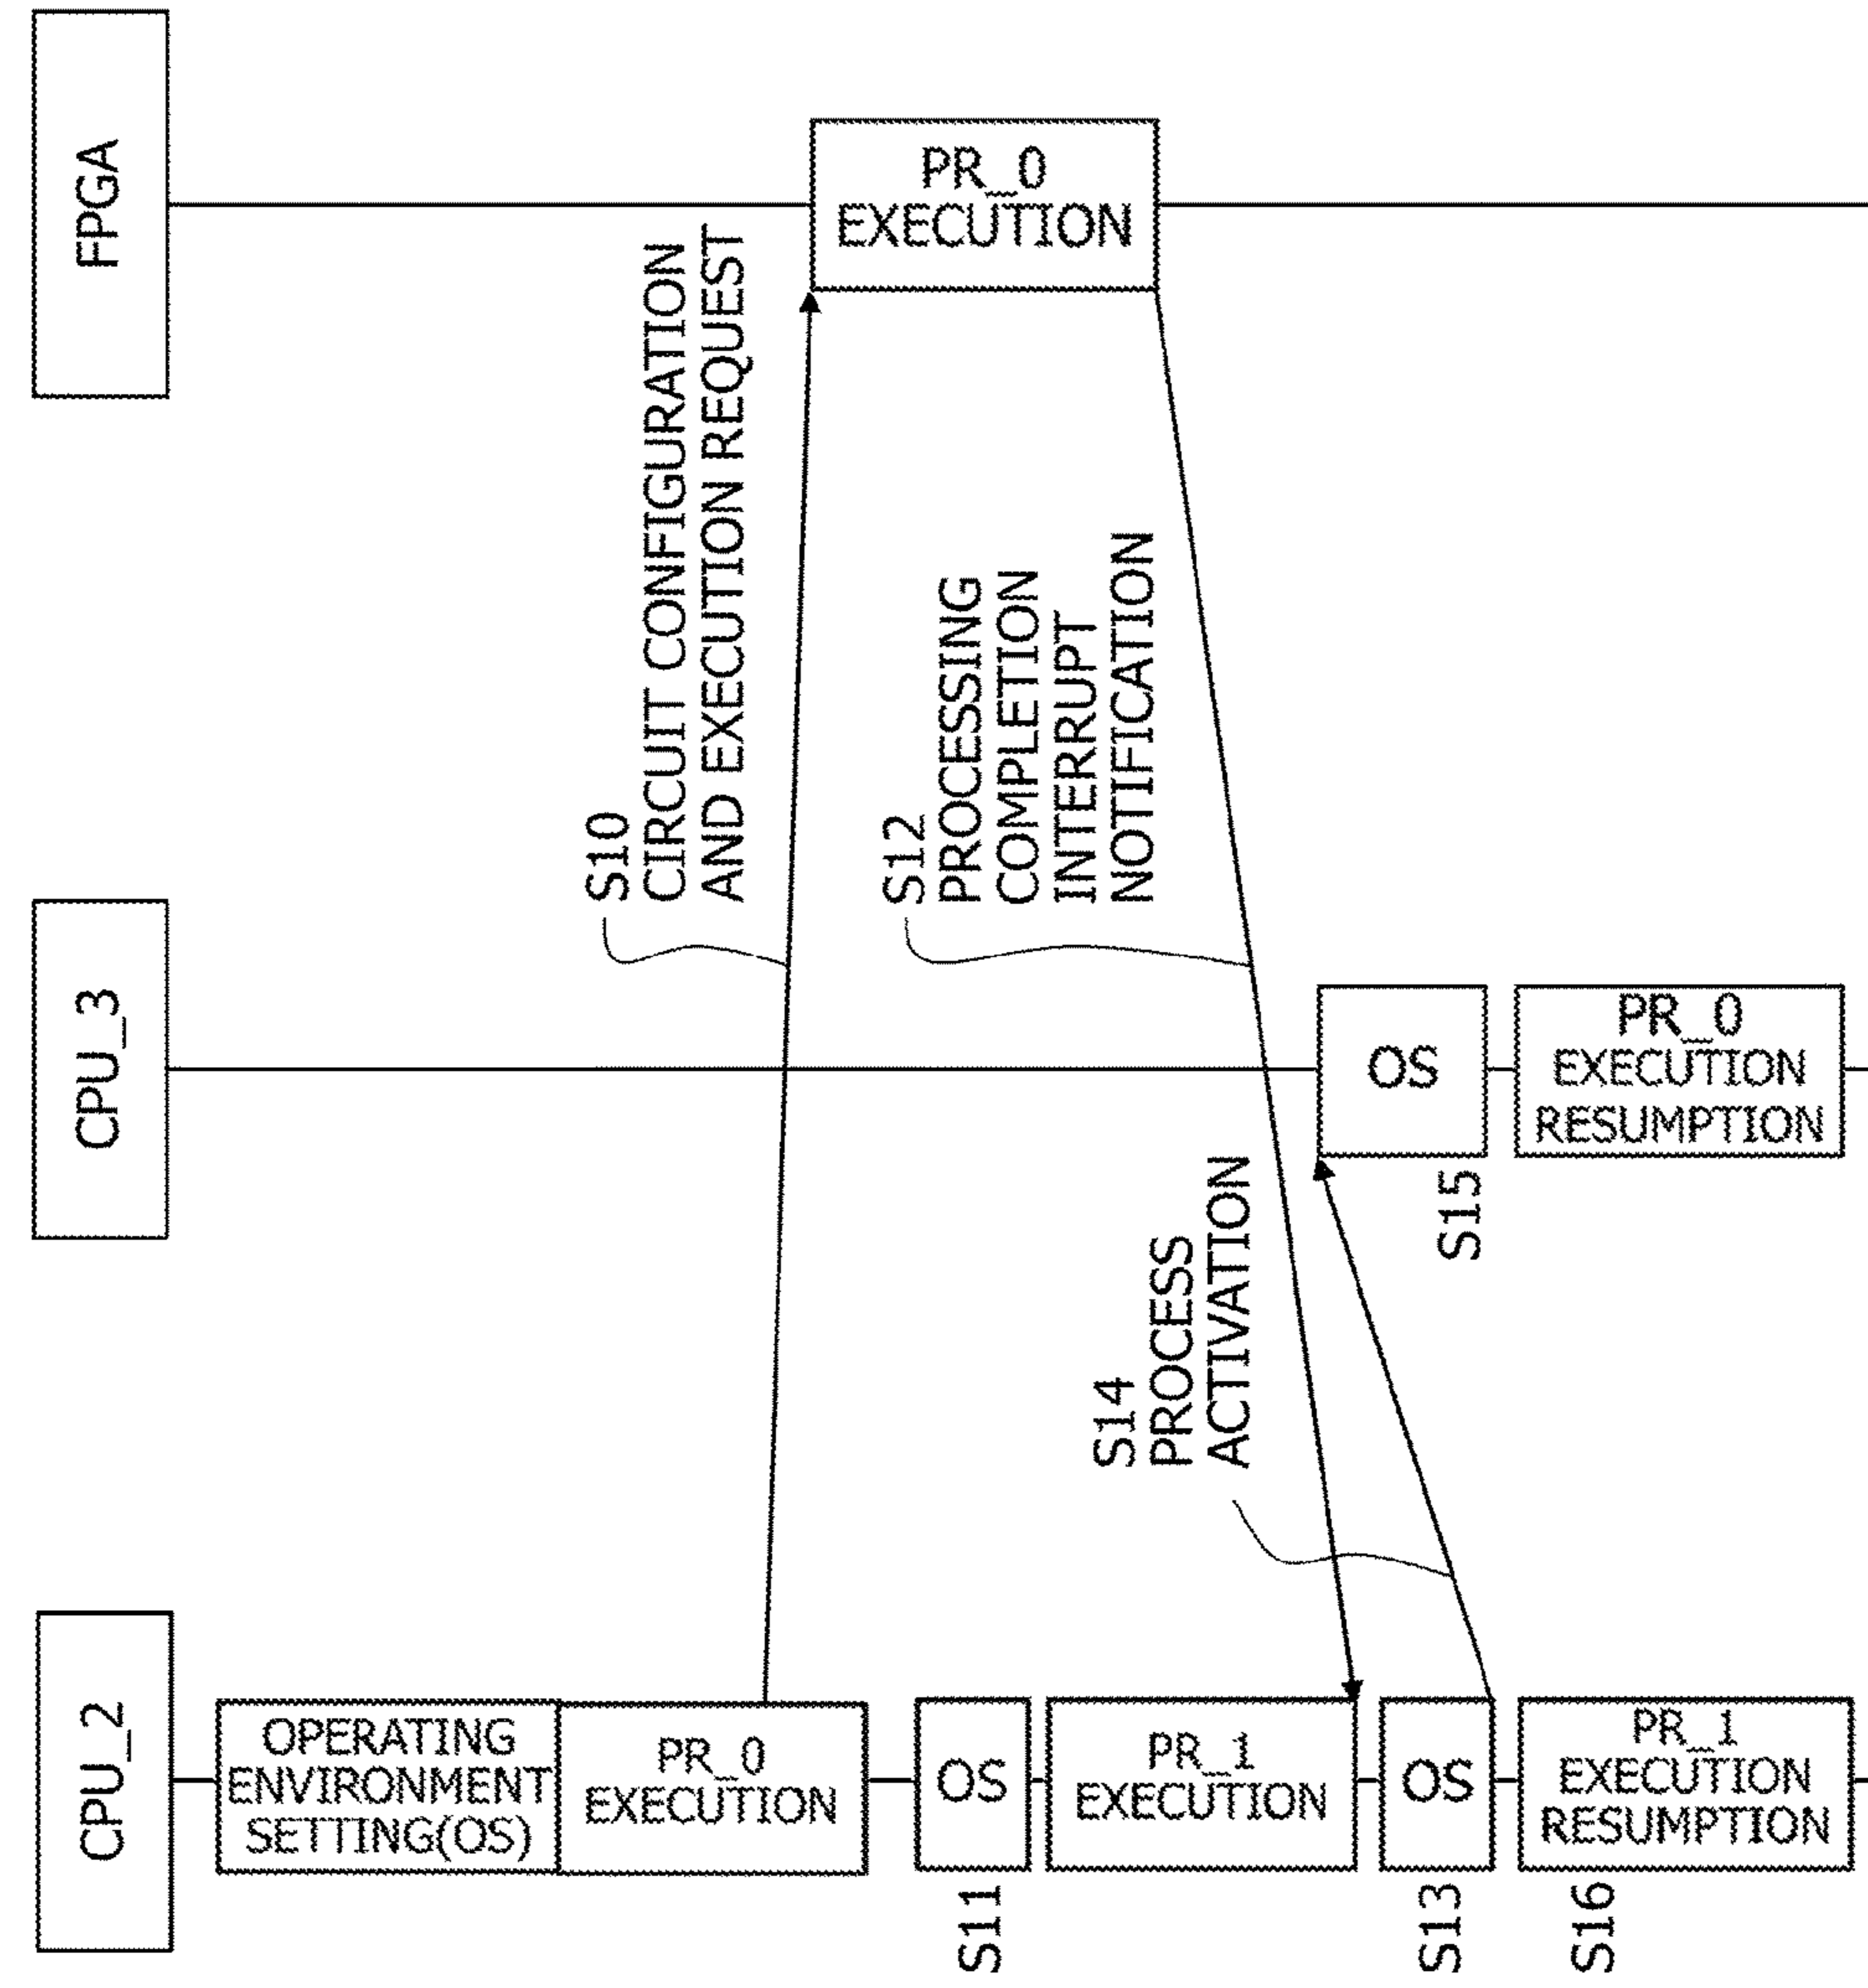 CPU_2
CPU_3
FPGA
OPERATING
ENVIRONMENT
SETTING(OS)
PR_0
EXECUTION
S10
CIRCUIT CONFIGURATION
AND EXECUTION REQUEST
PR_0
EXECUTION
S11
OS
PR_1
EXECUTION
S12
PROCESSING
COMPLETION
INTERRUPT
NOTIFICATION
S13
OS
S14
PROCESS
ACTIVATION
OS
S15
PR_0
EXECUTION
RESUMPTION
S16
PR_1
EXECUTION
RESUMPTION